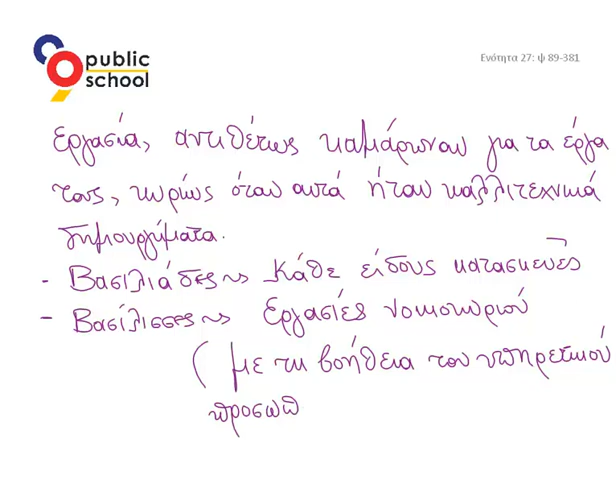 public
school
Ενότητα 27: ψ 89-381
Εργασία, αντιθέτως καμάρωναν για τα έργα
τους, κυρίως όταν αυτά ήταν καλλιτεχνικά
δημιουργήματα.
- Βασιλιάδες ~> Κάθε είδους κατασκευές
- Βασίλισσες ~> Εργασίες νοικοκυριού
(με τη βοήθεια του υπηρετικού
προσωπ